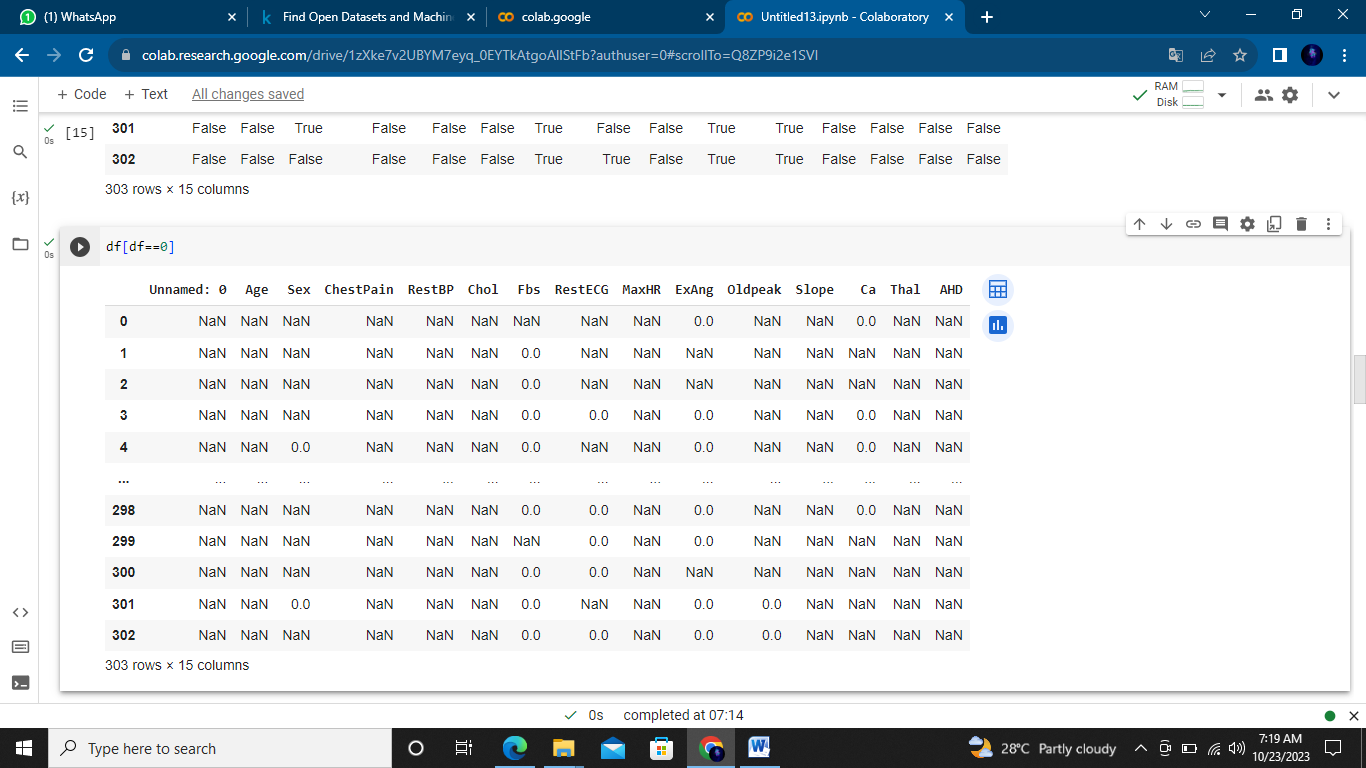 (1) WhatsApp Find Open Datasets and Machin colab.google Untitled13.ipynb - Colaboratory
colab.research.google.com/drive/1zXke7v2UBYM7eyq_0EYTkAtgoAIIStFb?authuser=0#scrollTo=Q8ZP9i2e1SVI
+ Code + Text All changes saved RAM
Disk
[15] 301 False False True False False False True False False True True False False False False
0s
302 False False False False False False True True False True True False False False False
303 rows × 15 columns
df[df==0]
0s
Unnamed: 0 Age Sex ChestPain RestBP Chol Fbs RestECG MaxHR ExAng Oldpeak Slope Ca Thal AHD
0 NaN NaN NaN NaN NaN NaN NaN NaN NaN 0.0 NaN NaN 0.0 NaN NaN
1 NaN NaN NaN NaN NaN NaN 0.0 NaN NaN NaN NaN NaN NaN NaN NaN
2 NaN NaN NaN NaN NaN NaN 0.0 NaN NaN NaN NaN NaN NaN NaN NaN
3 NaN NaN NaN NaN NaN NaN 0.0 0.0 NaN 0.0 NaN NaN 0.0 NaN NaN
4 NaN NaN 0.0 NaN NaN NaN 0.0 NaN NaN 0.0 NaN NaN 0.0 NaN NaN
... ... ... ... ... ... ... ... ... ... ... ... ... ... ... ...
298 NaN NaN NaN NaN NaN NaN 0.0 0.0 NaN 0.0 NaN NaN 0.0 NaN NaN
299 NaN NaN NaN NaN NaN NaN NaN 0.0 NaN 0.0 NaN NaN NaN NaN NaN
300 NaN NaN NaN NaN NaN NaN 0.0 0.0 NaN NaN NaN NaN NaN NaN NaN
301 NaN NaN 0.0 NaN NaN NaN 0.0 NaN NaN 0.0 0.0 NaN NaN NaN NaN
302 NaN NaN NaN NaN NaN NaN 0.0 0.0 NaN 0.0 0.0 NaN NaN NaN NaN
303 rows × 15 columns
0s completed at 07:14
Type here to search 28°C Partly cloudy 7:19 AM
10/23/2023